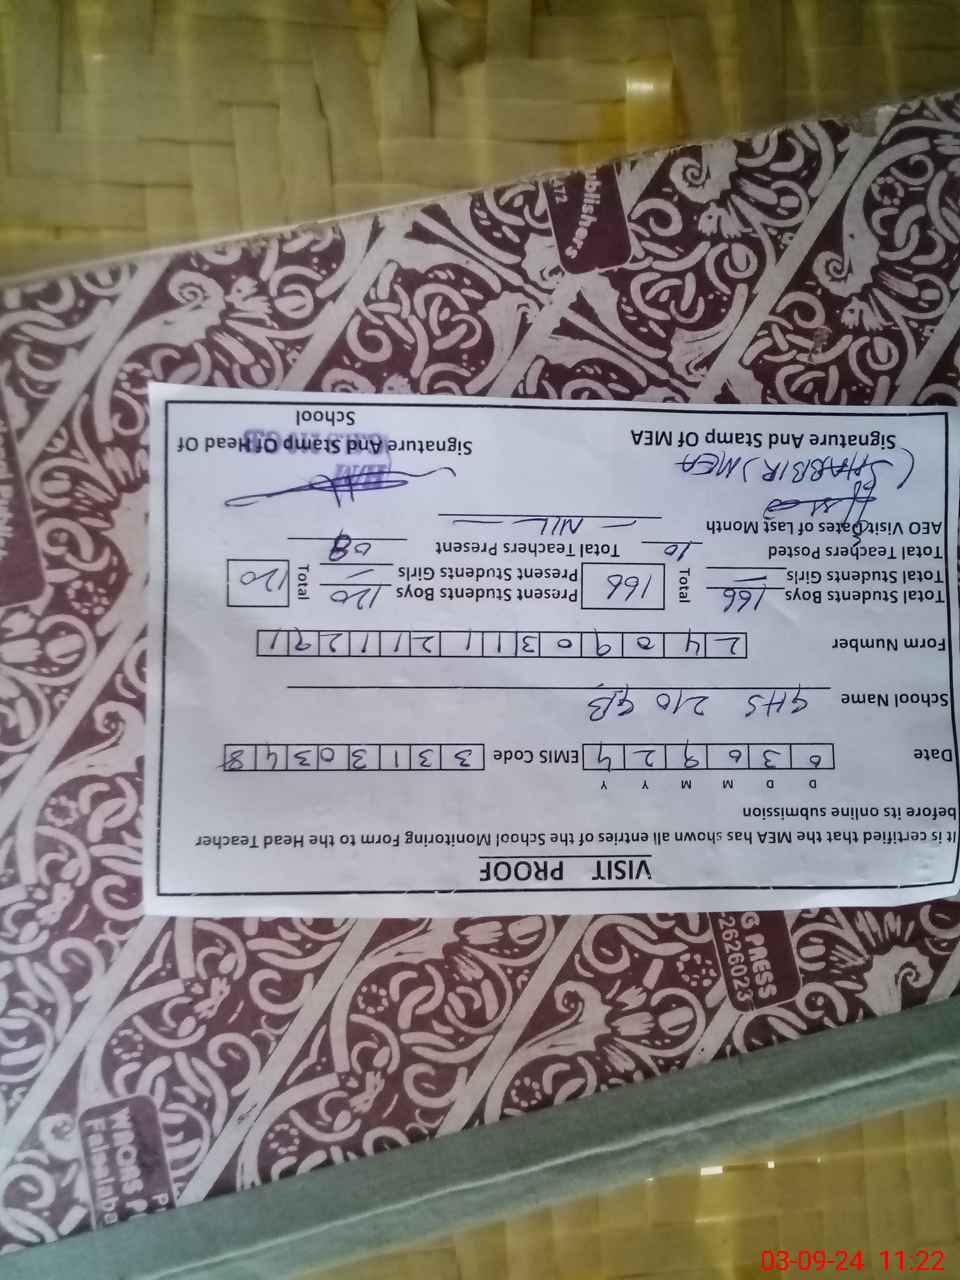 VISIT PROOF
It is certified that the MEA has shown all entries of the School Monitoring Form to the Head Teacher
before its online submission
D D M M Y Y
Date 0 3 0 9 2 4 EMIS Code 3 3 1 3 0 3 4 8
School Name GHS 210 GB
Form Number 2 4 0 9 0 3 1 1 2 1 1 2 9 1
Total Students Boys 166 Total 166 Present Students Boys 120 Total 120
Total Students Girls — Present Students Girls —
Total Teachers Posted 10 Total Teachers Present 09
AEO Visit Dates of Last Month — NIL —
(SHABBIR) MEA
HM
Signature And Stamp Of MEA Signature And Stamp Of Head Of
School
Publishers
G PRESS
2626023
Faisalaba
03-09-24 11:22